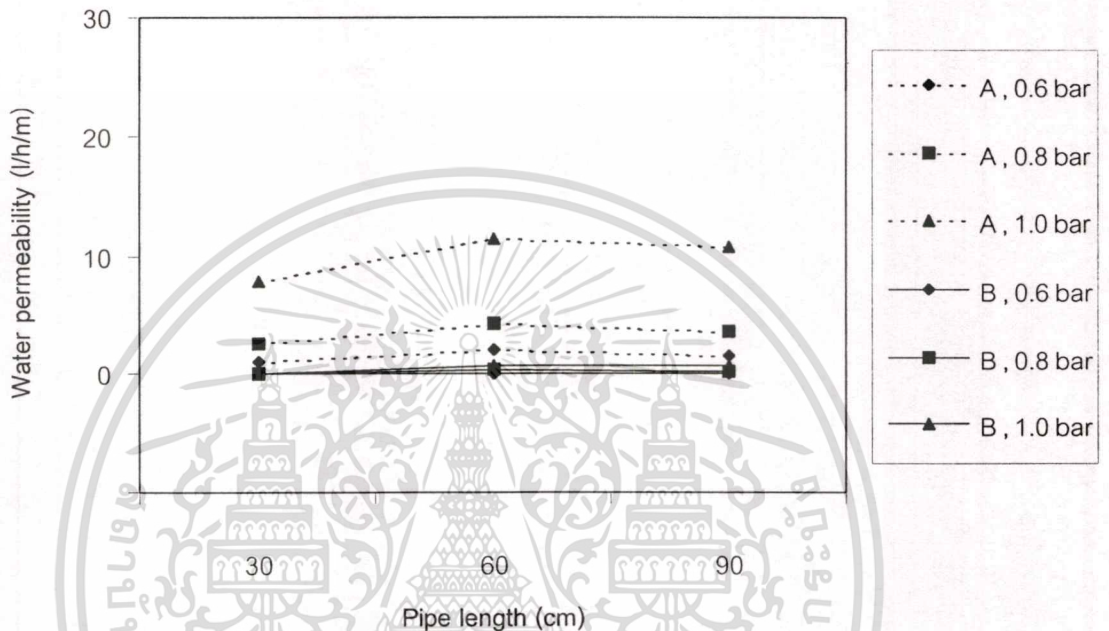 30
20
10
0
Water permeability (l/h/m)
30 60 90
Pipe length (cm)
A , 0.6 bar
A , 0.8 bar
A , 1.0 bar
B , 0.6 bar
B , 0.8 bar
B , 1.0 bar